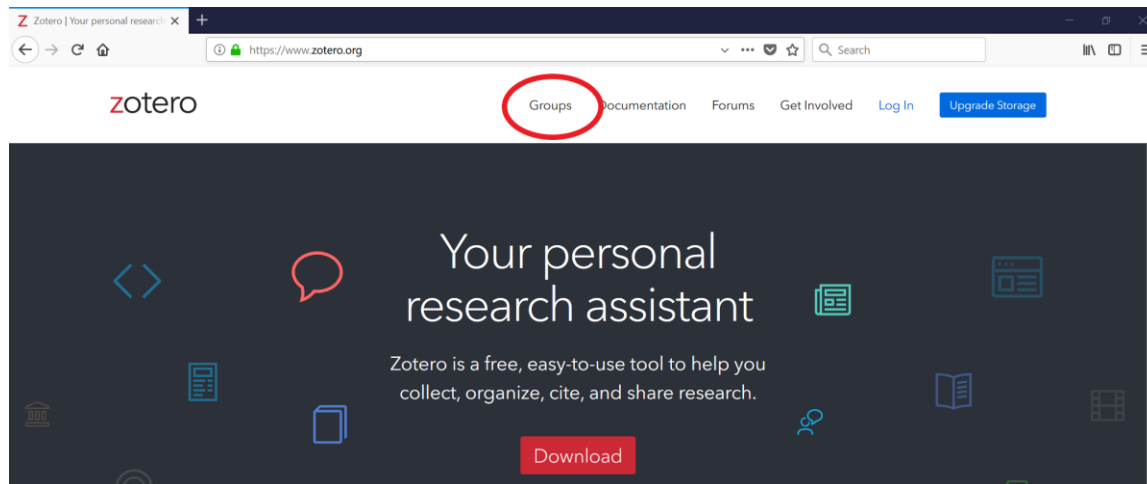 Z Zotero | Your personal research
https://www.zotero.org
Search
zotero
Groups Documentation Forums Get Involved Log In Upgrade Storage
Your personal
research assistant
Zotero is a free, easy-to-use tool to help you
collect, organize, cite, and share research.
Download